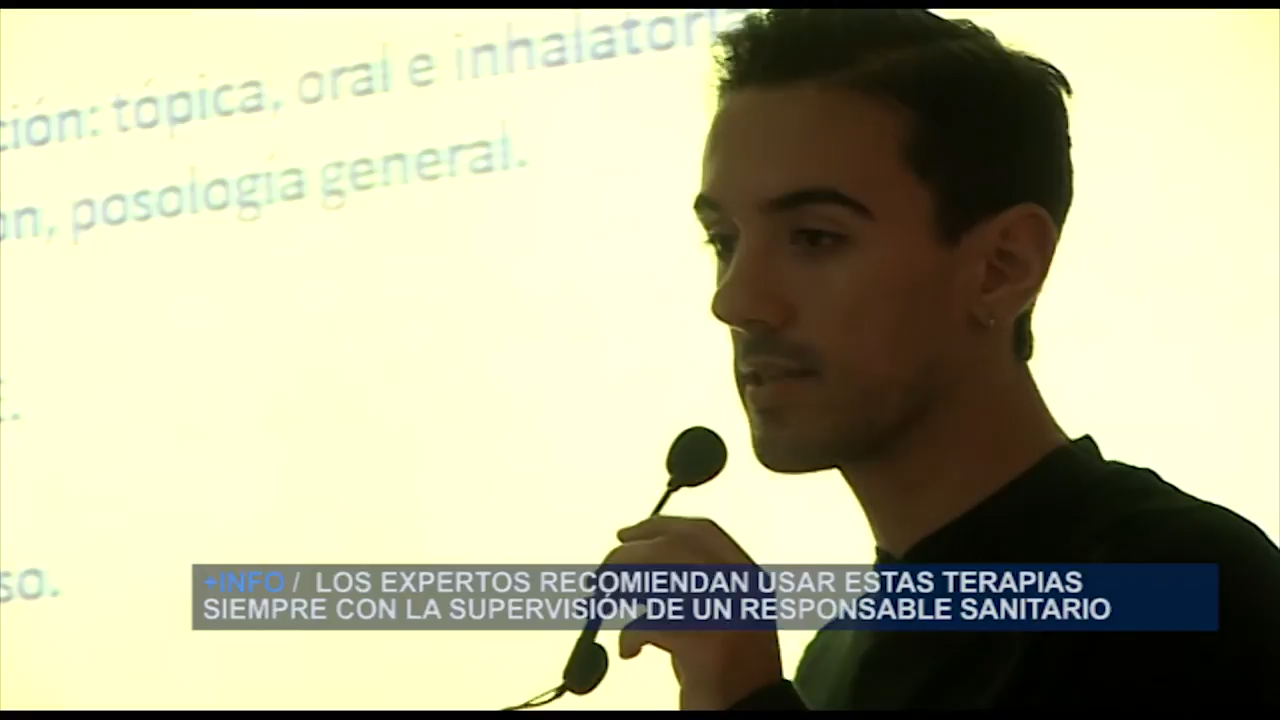 ción: tópica, oral e inhalatoria
on, posología general.
so.
+INFO / LOS EXPERTOS RECOMIENDAN USAR ESTAS TERAPIAS
SIEMPRE CON LA SUPERVISIÓN DE UN RESPONSABLE SANITARIO